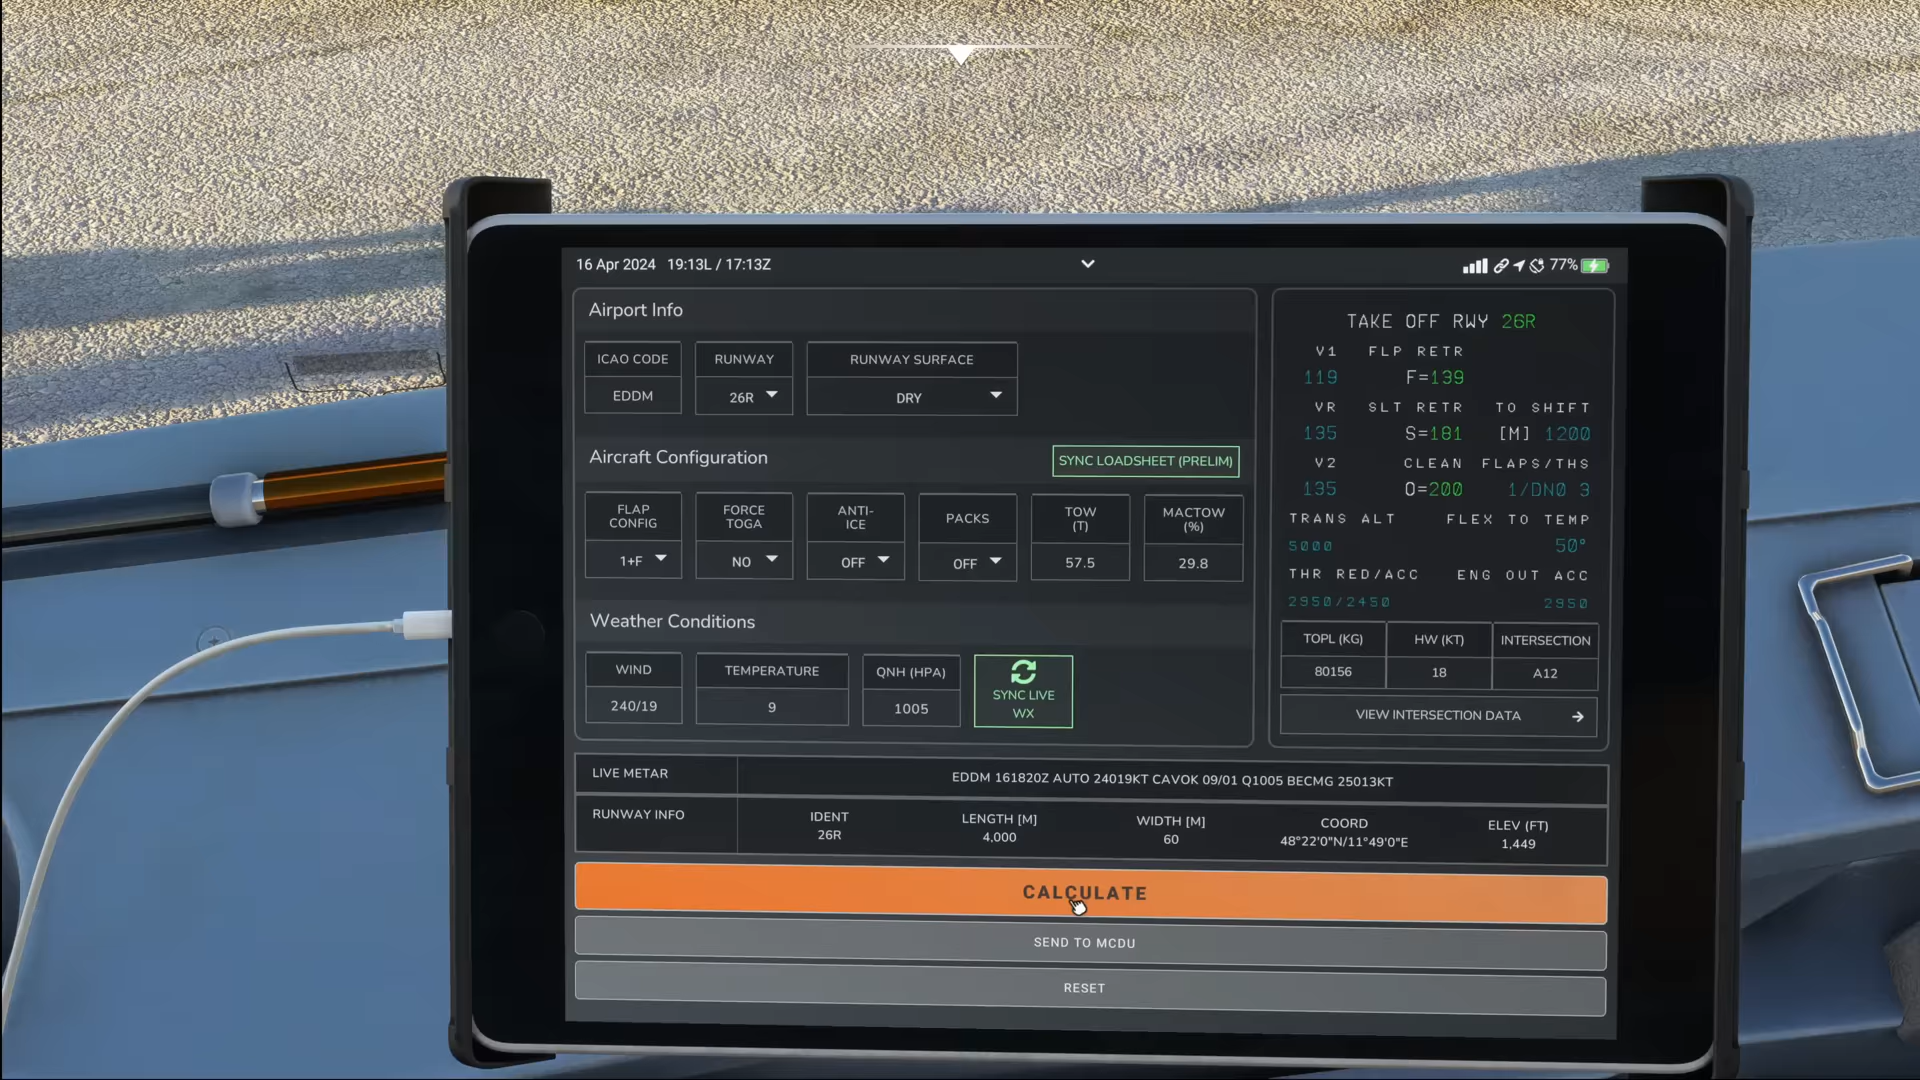 16 Apr 2024 19:13L / 17:13Z
77%
Airport Info
ICAO CODE
EDDM
RUNWAY
26R
RUNWAY SURFACE
DRY
Aircraft Configuration
SYNC LOADSHEET (PRELIM)
FLAP
CONFIG
1+F
FORCE
TOGA
NO
ANTI-
ICE
OFF
PACKS
OFF
TOW
(T)
57.5
MACTOW
(%)
29.8
Weather Conditions
WIND
240/19
TEMPERATURE
9
QNH (HPA)
1005
SYNC LIVE
WX
TAKE OFF RWY 26R
V1 FLP RETR
119 F=139
VR SLT RETR TO SHIFT
135 S=181 [M] 1200
V2 CLEAN FLAPS/THS
135 O=200 1/DN0 3
TRANS ALT FLEX TO TEMP
5000 50°
THR RED/ACC ENG OUT ACC
2950/2450 2950
TOPL (KG) HW (KT) INTERSECTION
80156 18 A12
VIEW INTERSECTION DATA
LIVE METAR EDDM 161820Z AUTO 24019KT CAVOK 09/01 Q1005 BECMG 25013KT
RUNWAY INFO
IDENT LENGTH [M] WIDTH [M] COORD ELEV (FT)
26R 4,000 60 48°22'0"N/11°49'0"E 1,449
CALCULATE
SEND TO MCDU
RESET